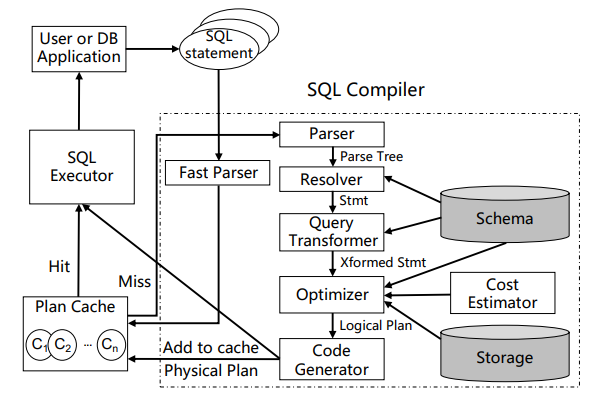 User or DB
Application
SQL
statement
SQL Compiler
Parser
Parse Tree
SQL
Executor
Fast Parser
Resolver
Stmt
Schema
Query
Transformer
Hit
Miss
Xformed Stmt
Plan Cache
C1 C2 ... Cn
Optimizer
Cost
Estimator
Logical Plan
Add to cache
Physical Plan
Code
Generator
Storage